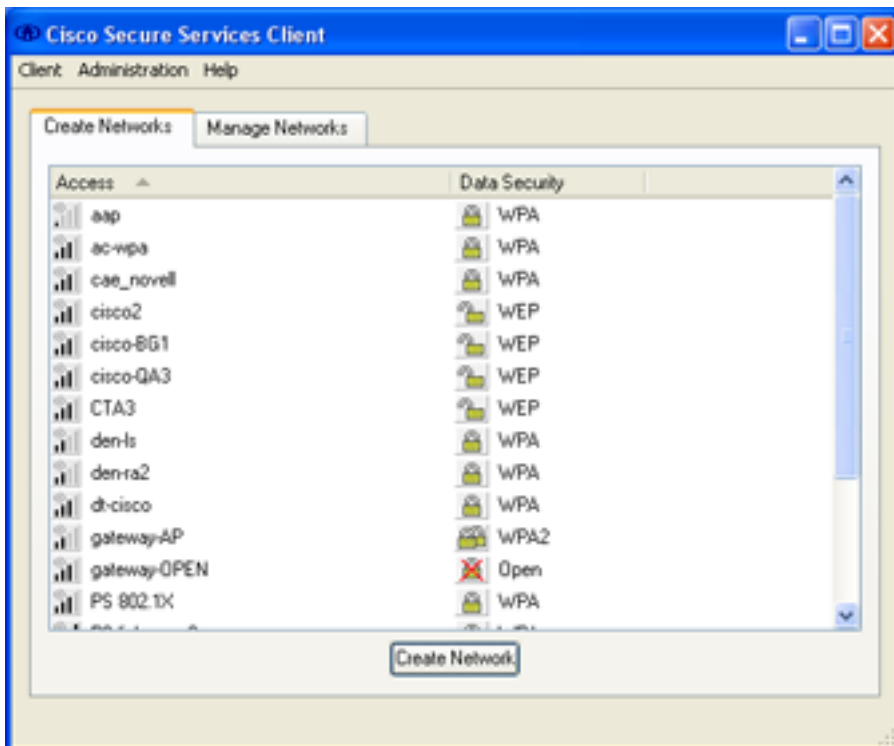 Cisco Secure Services Client
Client Administration Help
Create Networks Manage Networks
Access Data Security
aap WPA
ac-wpa WPA
cae_novell WPA
cisco2 WEP
cisco-BG1 WEP
cisco-QA3 WEP
CTA3 WEP
den-ls WPA
den-ra2 WPA
dt-cisco WPA
gateway-AP WPA2
gateway-OPEN Open
PS 802.1X WPA
Create Network